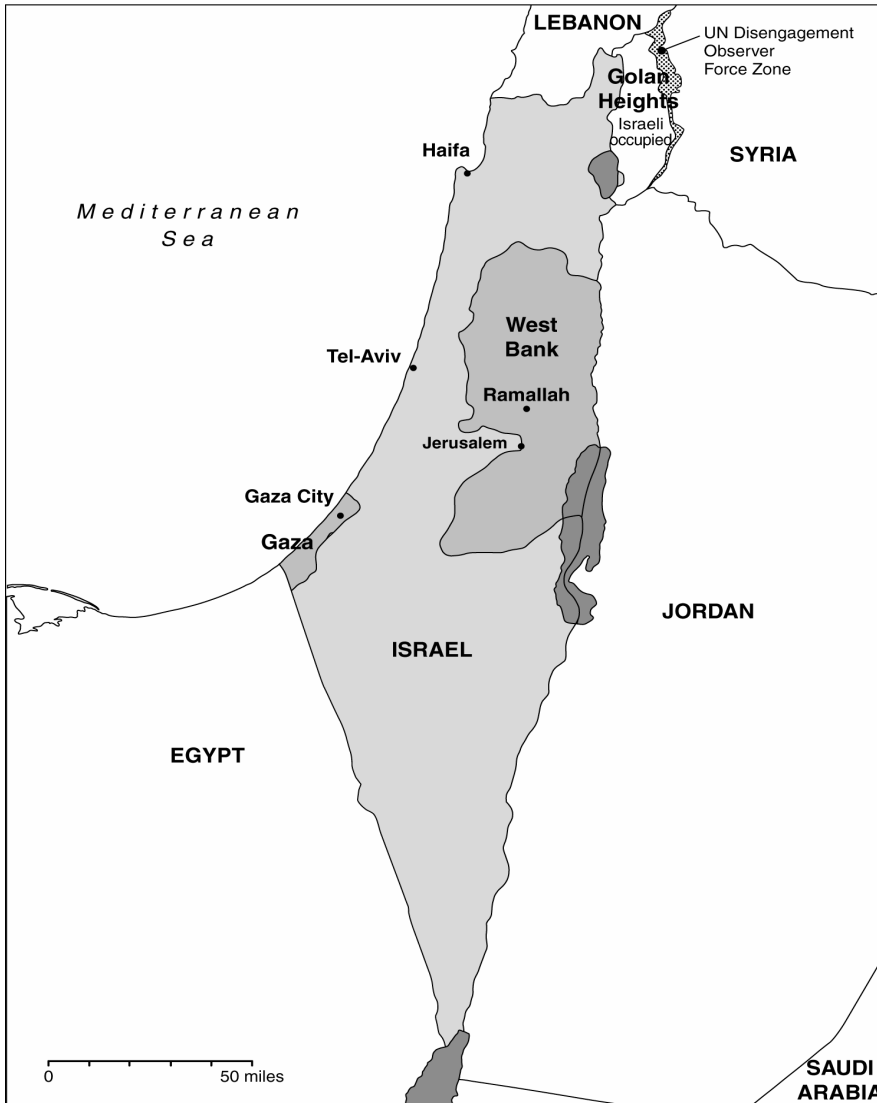 LEBANON
UN Disengagement
Observer
Force Zone
Golan
Heights
Israeli
occupied
SYRIA
Haifa
Mediterranean
Sea
West
Bank
Tel-Aviv
Ramallah
Jerusalem
Gaza City
Gaza
JORDAN
ISRAEL
EGYPT
0 50 miles
SAUDI
ARABIA